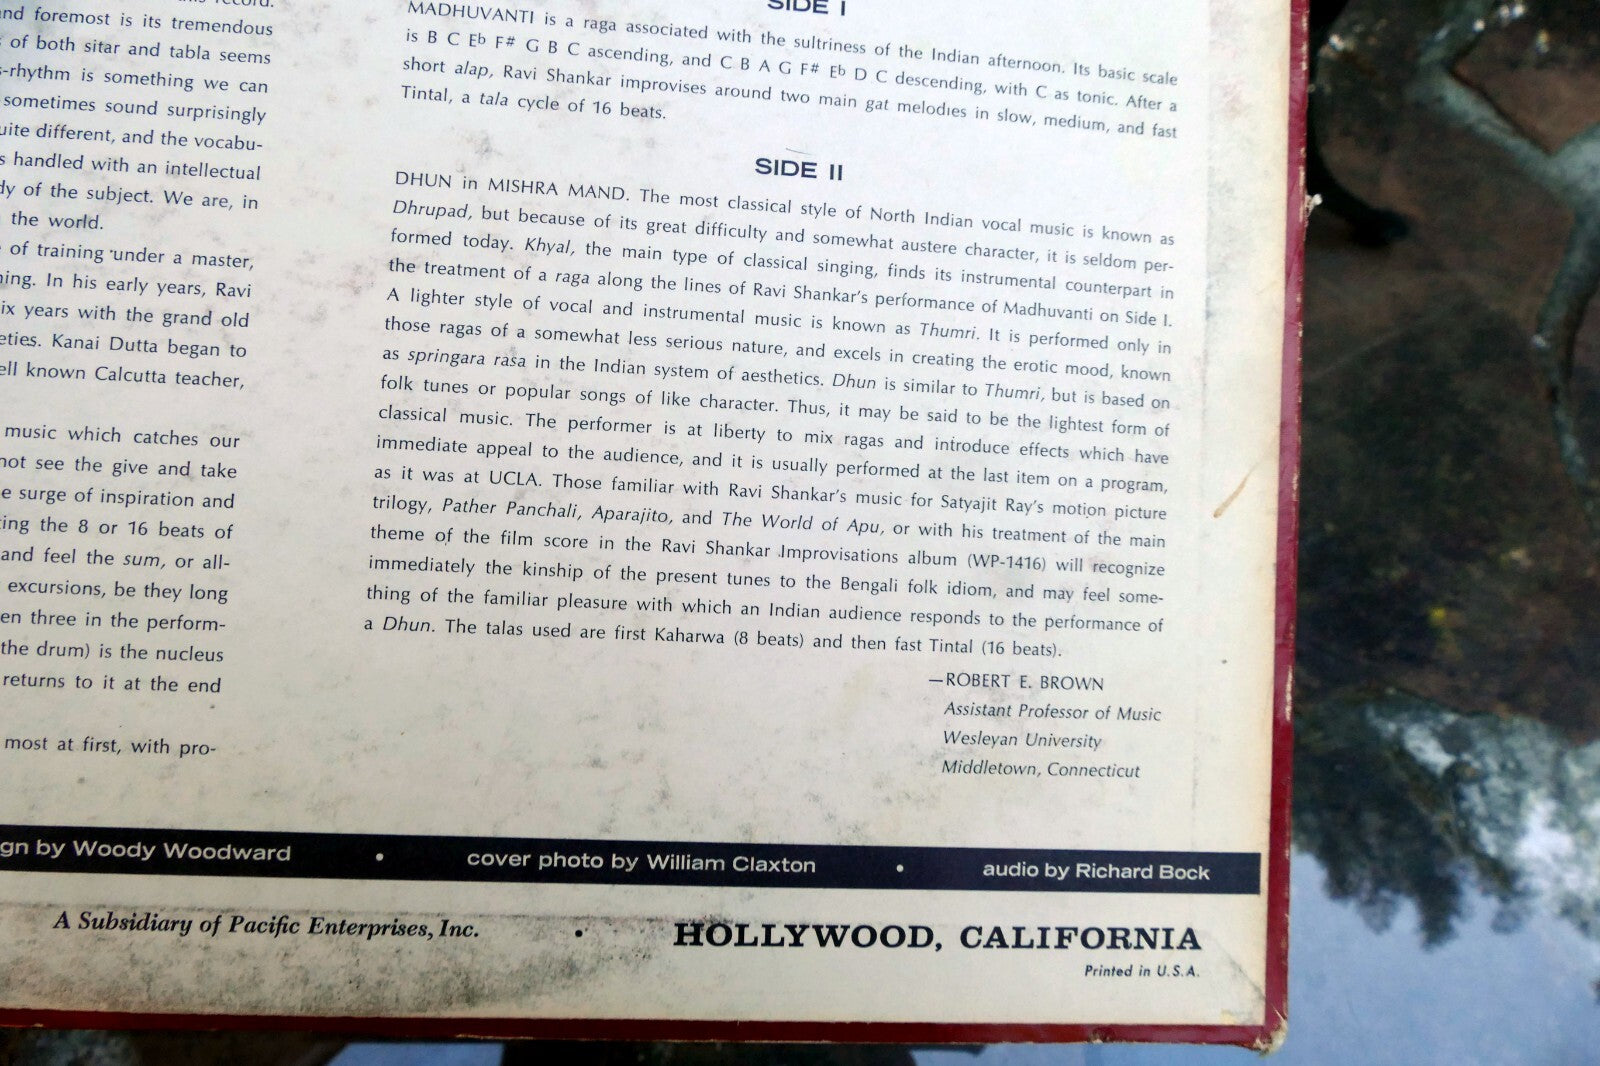 this record.
and foremost is its tremendous
of both sitar and tabla seems
-rhythm is something we can
sometimes sound surprisingly
quite different, and the vocabu-
s handled with an intellectual
dy of the subject. We are, in
the world.
of training under a master,
ning. In his early years, Ravi
ix years with the grand old
eties. Kanai Dutta began to
ell known Calcutta teacher,
music which catches our
not see the give and take
e surge of inspiration and
ting the 8 or 16 beats of
and feel the sum, or all-
excursions, be they long
en three in the perform-
the drum) is the nucleus
returns to it at the end
most at first, with pro-
SIDE I
MADHUVANTI is a raga associated with the sultriness of the Indian afternoon. Its basic scale
is B C Eb F# G B C ascending, and C B A G F# Eb D C descending, with C as tonic. After a
short alap, Ravi Shankar improvises around two main gat melodies in slow, medium, and fast
Tintal, a tala cycle of 16 beats.
SIDE II
DHUN in MISHRA MAND. The most classical style of North Indian vocal music is known as
Dhrupad, but because of its great difficulty and somewhat austere character, it is seldom per-
formed today. Khyal, the main type of classical singing, finds its instrumental counterpart in
the treatment of a raga along the lines of Ravi Shankar's performance of Madhuvanti on Side I.
A lighter style of vocal and instrumental music is known as Thumri. It is performed only in
those ragas of a somewhat less serious nature, and excels in creating the erotic mood, known
as springara rasa in the Indian system of aesthetics. Dhun is similar to Thumri, but is based on
folk tunes or popular songs of like character. Thus, it may be said to be the lightest form of
classical music. The performer is at liberty to mix ragas and introduce effects which have
immediate appeal to the audience, and it is usually performed at the last item on a program,
as it was at UCLA. Those familiar with Ravi Shankar's music for Satyajit Ray's motion picture
trilogy, Pather Panchali, Aparajito, and The World of Apu, or with his treatment of the main
theme of the film score in the Ravi Shankar Improvisations album (WP-1416) will recognize
immediately the kinship of the present tunes to the Bengali folk idiom, and may feel some-
thing of the familiar pleasure with which an Indian audience responds to the performance of
a Dhun. The talas used are first Kaharwa (8 beats) and then fast Tintal (16 beats).
—ROBERT E. BROWN
Assistant Professor of Music
Wesleyan University
Middletown, Connecticut
gn by Woody Woodward • cover photo by William Claxton • audio by Richard Bock
A Subsidiary of Pacific Enterprises, Inc. • HOLLYWOOD, CALIFORNIA
Printed in U.S.A.